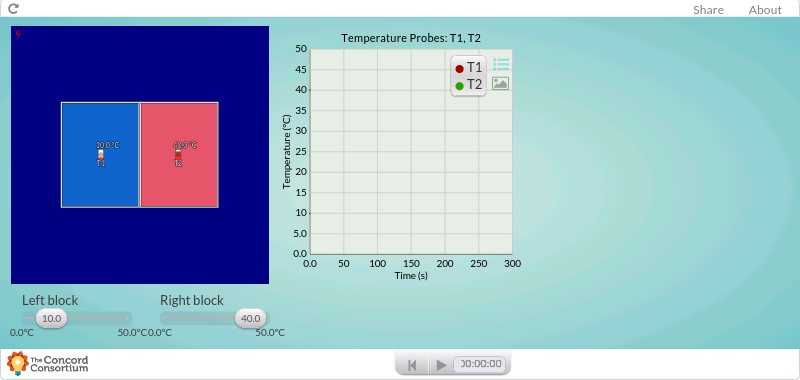 Share
About
10.0 °C
T1
40.0 °C
T2
Temperature Probes: T1, T2
50
45
40
35
30
25
20
15
10
5.0
0.0
Temperature (°C)
T1
T2
0.0 50 100 150 200 250 300
Time (s)
Left block
10.0
0.0°C 50.0°C
Right block
40.0
0.0°C 50.0°C
The Concord
Consortium
00:00:00